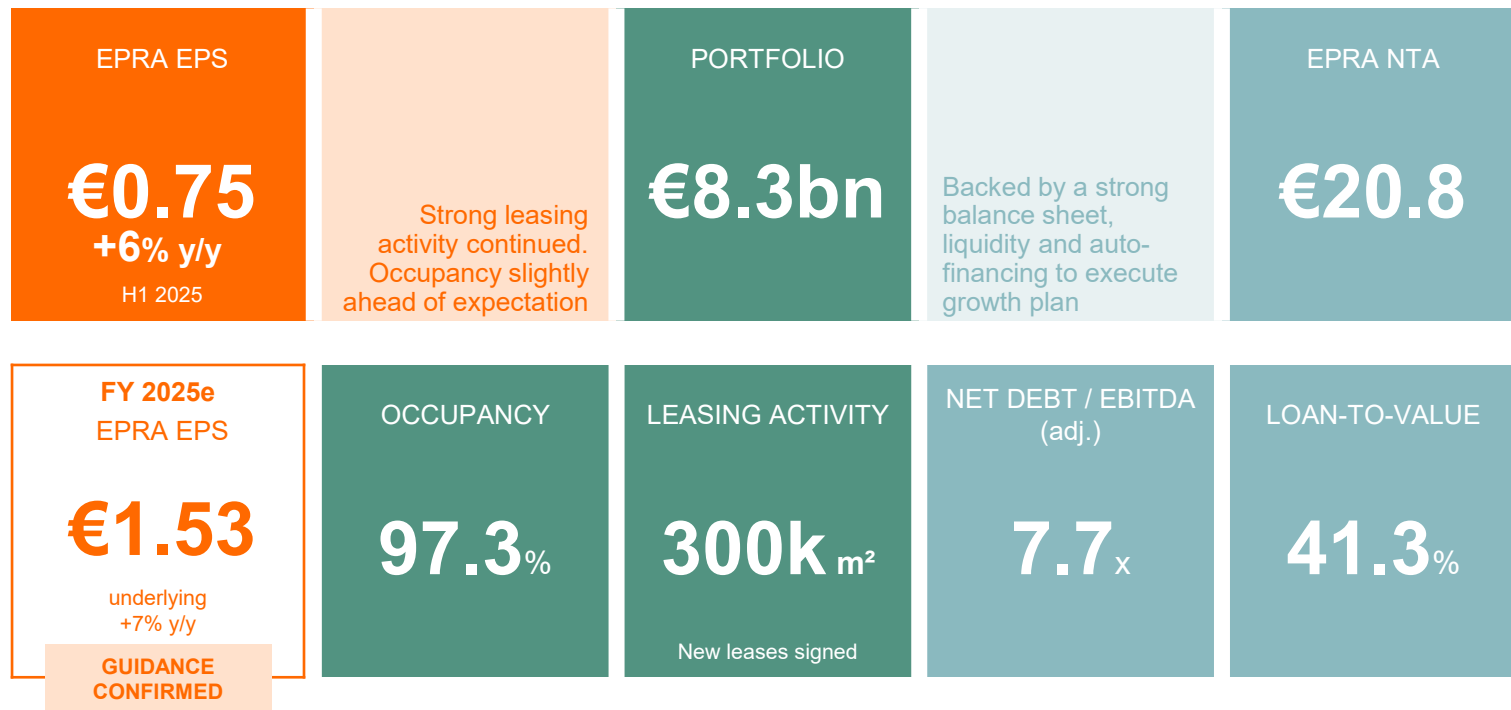 EPRA EPS
€0.75
+6% y/y
H1 2025
Strong leasing
activity continued.
Occupancy slightly
ahead of expectation
PORTFOLIO
€8.3bn
Backed by a strong
balance sheet,
liquidity and auto-
financing to execute
growth plan
EPRA NTA
€20.8
FY 2025e
EPRA EPS
€1.53
underlying
+7% y/y
GUIDANCE
CONFIRMED
OCCUPANCY
97.3%
LEASING ACTIVITY
300k m²
New leases signed
NET DEBT / EBITDA
(adj.)
7.7x
LOAN-TO-VALUE
41.3%